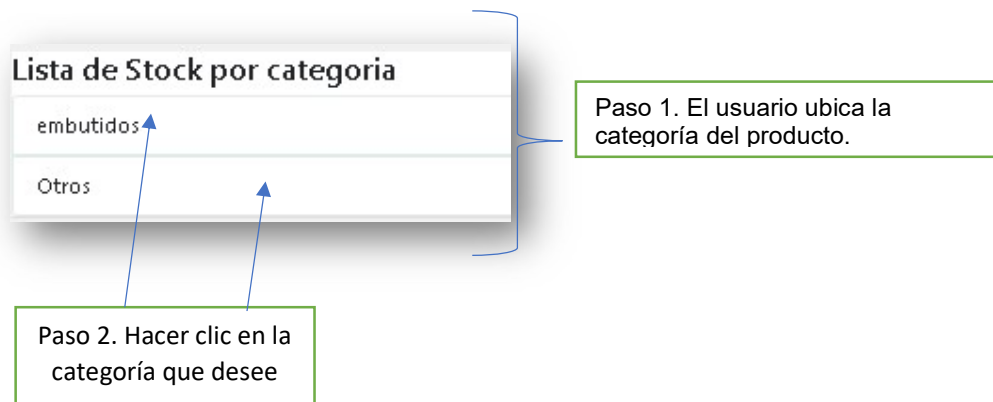 Lista de Stock por categoria
embutidos
Otros
Paso 1. El usuario ubica la
categoría del producto.
Paso 2. Hacer clic en la
categoría que desee